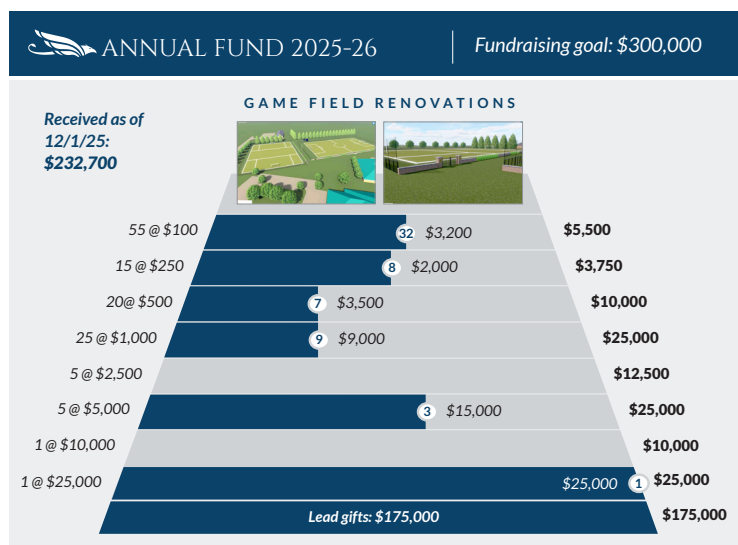 ANNUAL FUND 2025-26
Fundraising goal: $300,000
GAME FIELD RENOVATIONS
Received as of
12/1/25:
$232,700
55 @ $100 32 $3,200 $5,500
15 @ $250 8 $2,000 $3,750
20@ $500 7 $3,500 $10,000
25 @ $1,000 9 $9,000 $25,000
5 @ $2,500 $12,500
5 @ $5,000 3 $15,000 $25,000
1 @ $10,000 $10,000
1 @ $25,000 $25,000 1 $25,000
Lead gifts: $175,000 $175,000